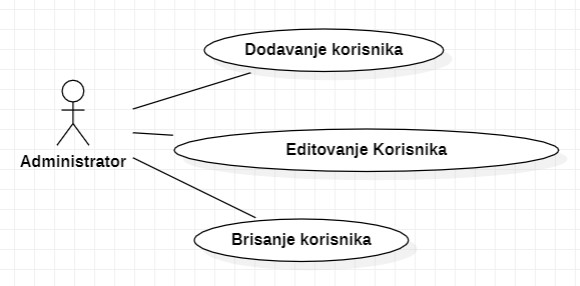 Dodavanje korisnika
Administrator
Editovanje Korisnika
Brisanje korisnika